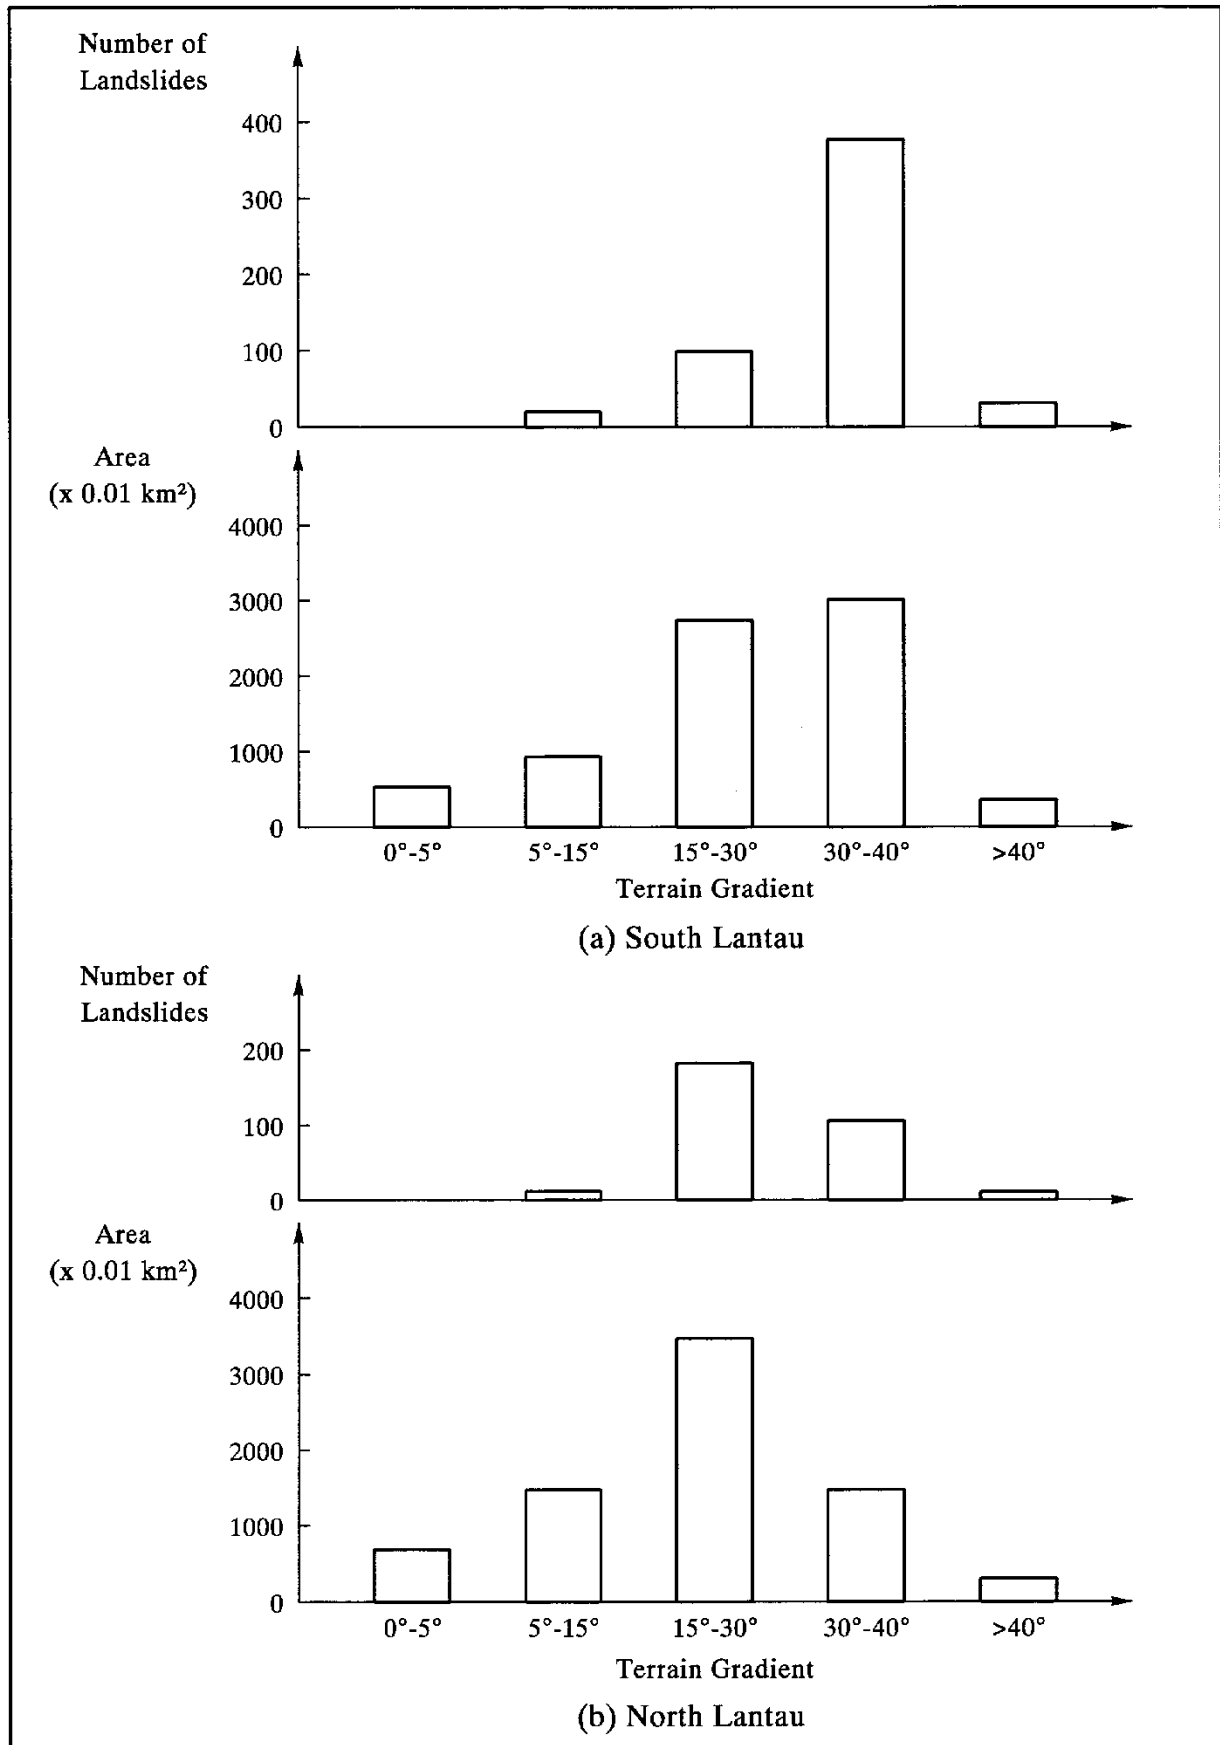 Number of
Landslides
400
300
200
100
0
Area
(x 0.01 km²)
4000
3000
2000
1000
0
0°-5° 5°-15° 15°-30° 30°-40° >40°
Terrain Gradient
(a) South Lantau
Number of
Landslides
200
100
0
Area
(x 0.01 km²)
4000
3000
2000
1000
0
0°-5° 5°-15° 15°-30° 30°-40° >40°
Terrain Gradient
(b) North Lantau